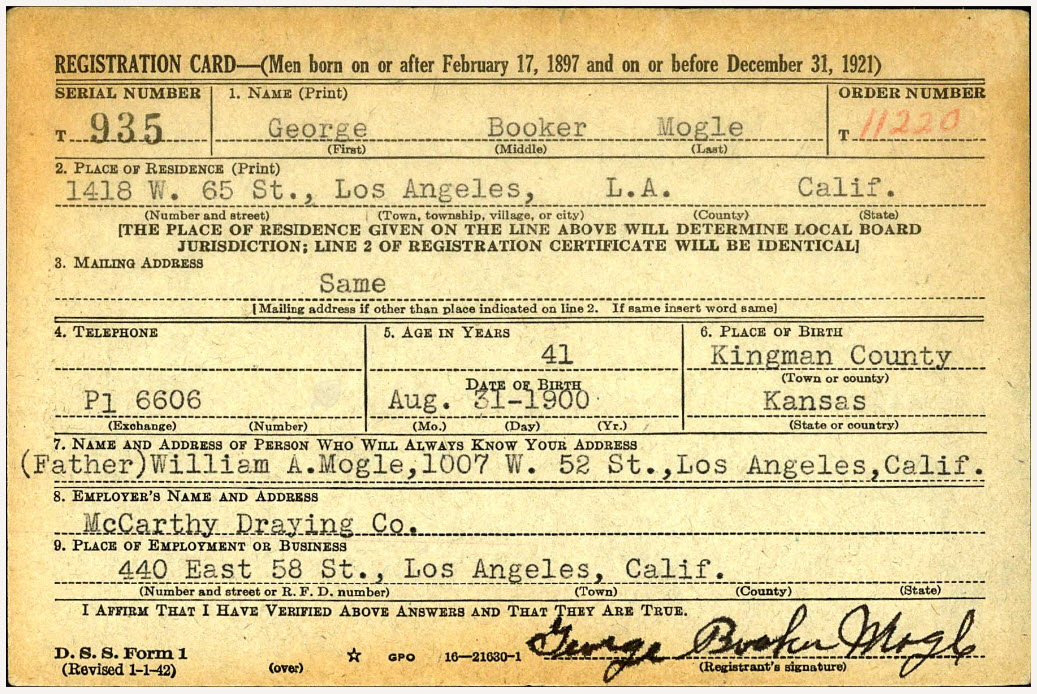 REGISTRATION CARD—(Men born on or after February 17, 1897 and on or before December 31, 1921)
SERIAL NUMBER 1. NAME (Print) ORDER NUMBER
T 935 George Booker Mogle T 11220
(First) (Middle) (Last)
2. PLACE OF RESIDENCE (Print)
1418 W. 65 St., Los Angeles, L.A. Calif.
(Number and street) (Town, township, village, or city) (County) (State)
[THE PLACE OF RESIDENCE GIVEN ON THE LINE ABOVE WILL DETERMINE LOCAL BOARD
JURISDICTION; LINE 2 OF REGISTRATION CERTIFICATE WILL BE IDENTICAL]
3. MAILING ADDRESS
Same
[Mailing address if other than place indicated on line 2. If same insert word same]
4. TELEPHONE 5. AGE IN YEARS 6. PLACE OF BIRTH
41 Kingman County
DATE OF BIRTH (Town or county)
Pl 6606 Aug. 31-1900 Kansas
(Exchange) (Number) (Mo.) (Day) (Yr.) (State or country)
7. NAME AND ADDRESS OF PERSON WHO WILL ALWAYS KNOW YOUR ADDRESS
(Father)William A.Mogle,1007 W. 52 St.,Los Angeles,Calif.
8. EMPLOYER'S NAME AND ADDRESS
McCarthy Draying Co.
9. PLACE OF EMPLOYMENT OR BUSINESS
440 East 58 St., Los Angeles, Calif.
(Number and street or R. F. D. number) (Town) (County) (State)
I AFFIRM THAT I HAVE VERIFIED ABOVE ANSWERS AND THAT THEY ARE TRUE.
George Booker Mogle
D. S. S. Form 1
(Revised 1-1-42) (over) ☆ GPO 16—21630-1 (Registrant's signature)